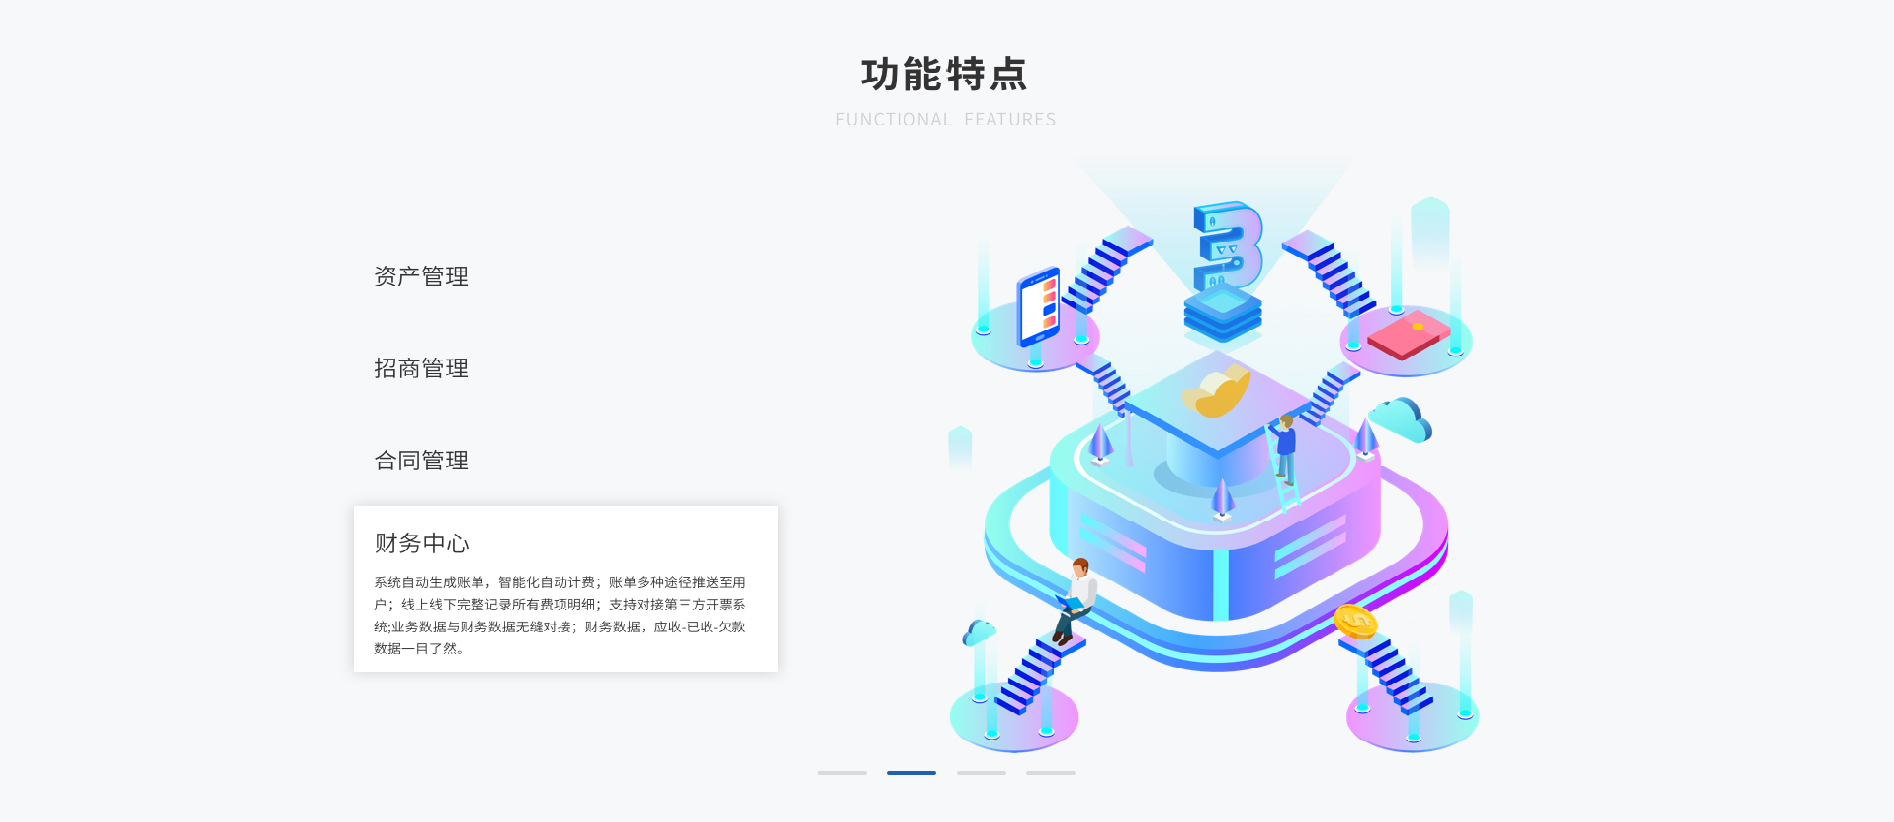 功能特点
FUNCTIONAL FEATURES
资产管理
招商管理
合同管理
财务中心
系统自动生成账单，智能化自动计费；账单多种途径推送至用
户；线上线下完整记录所有费项明细；支持对接第三方开票系
统;业务数据与财务数据无缝对接；财务数据，应收-已收-欠款
数据一目了然。